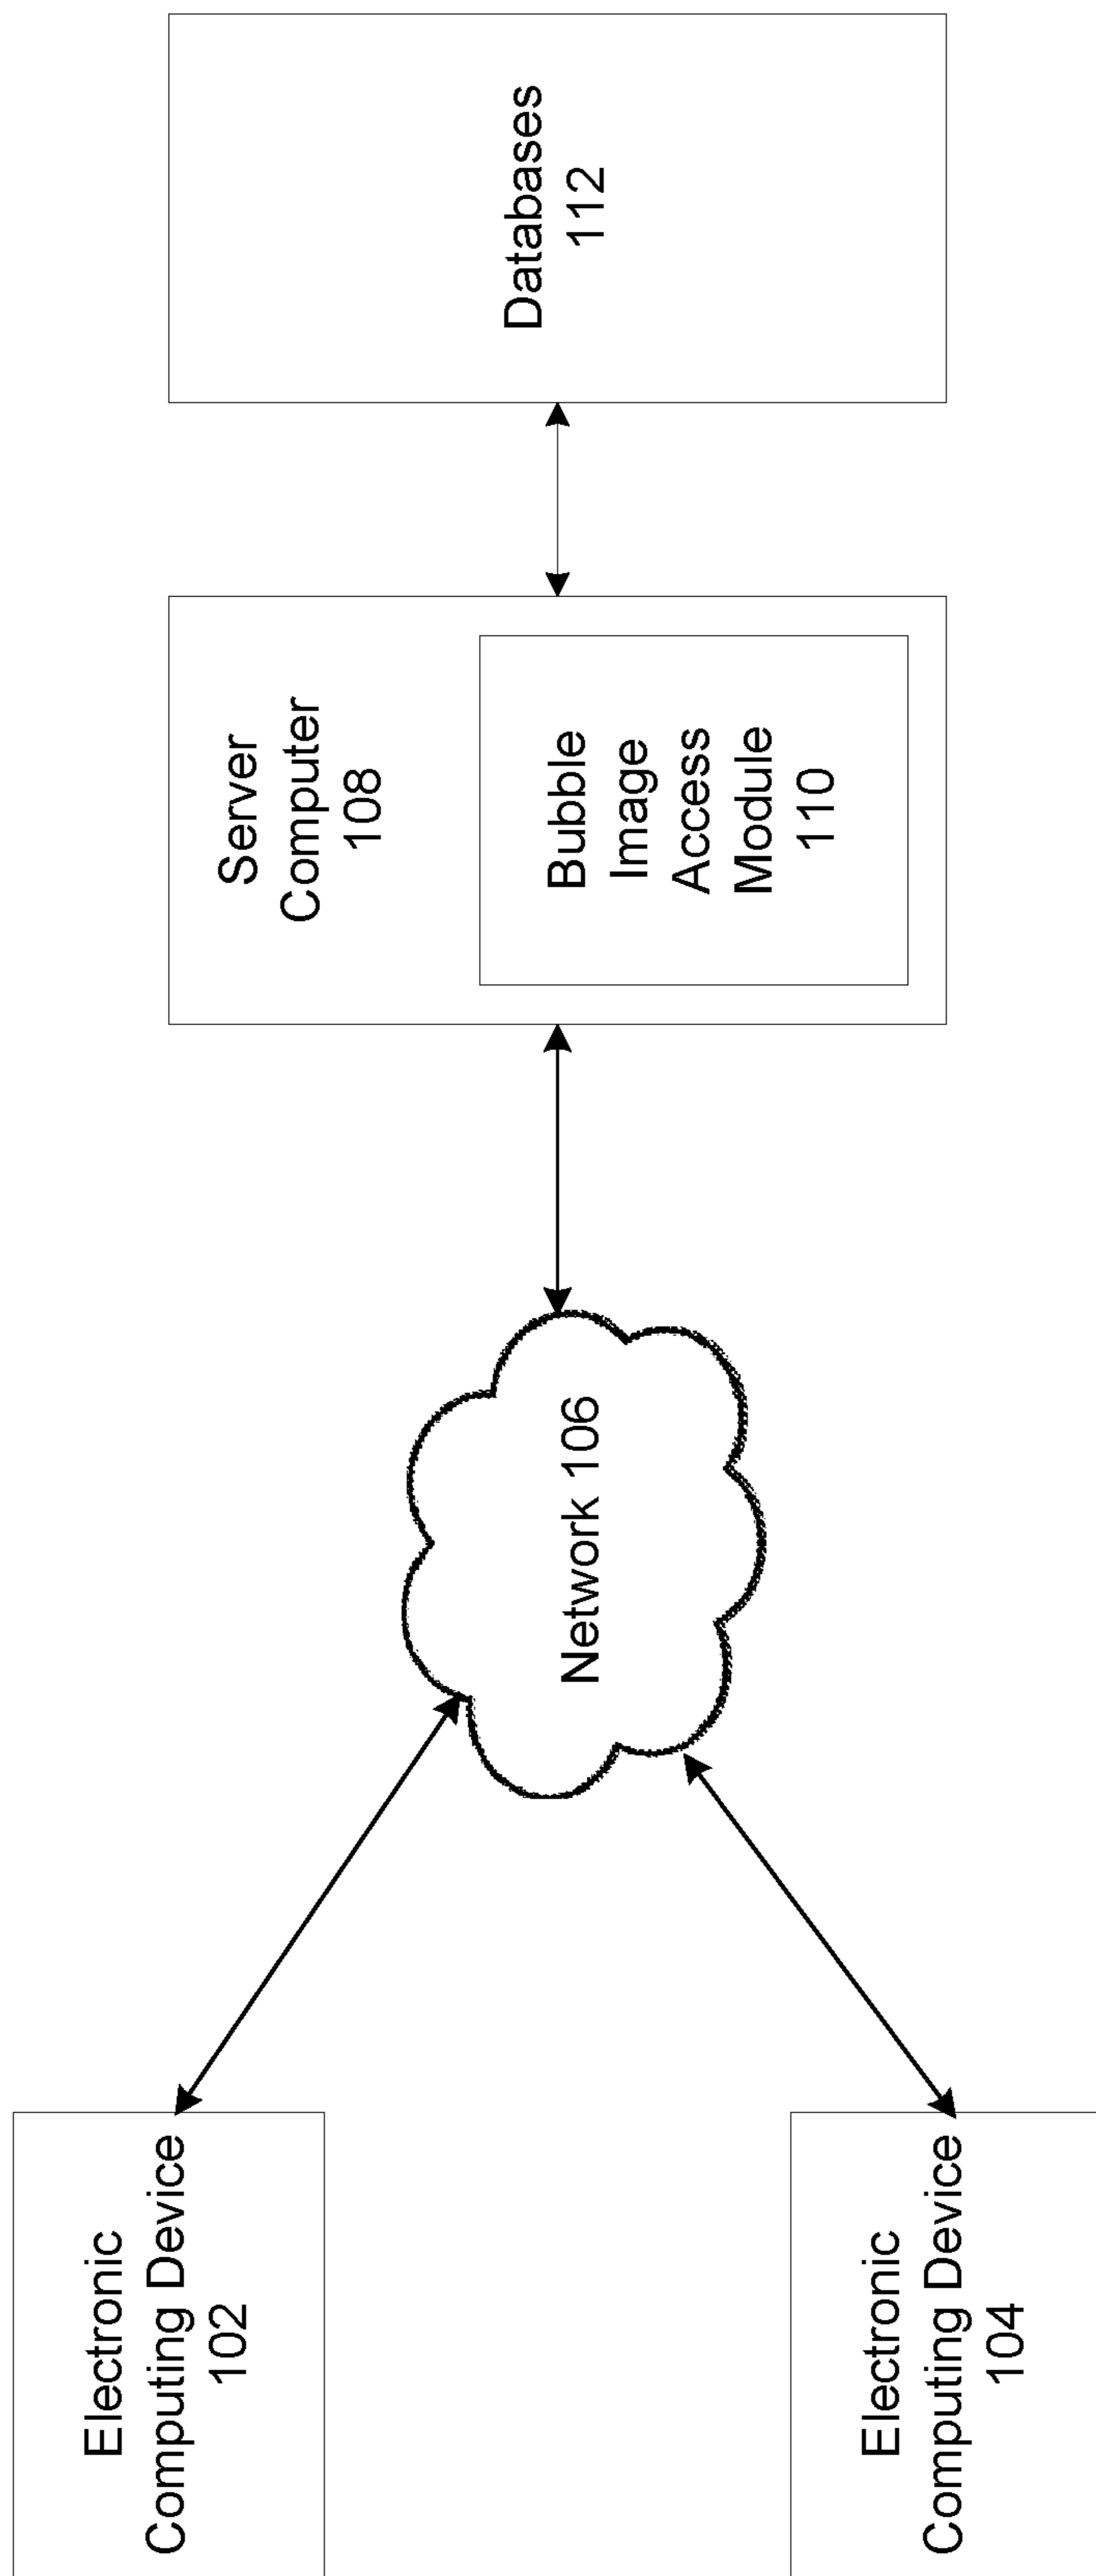 Electronic
Computing Device
102
Electronic
Computing Device
104
Network 106
Server
Computer
108
Bubble
Image
Access
Module
110
Databases
112